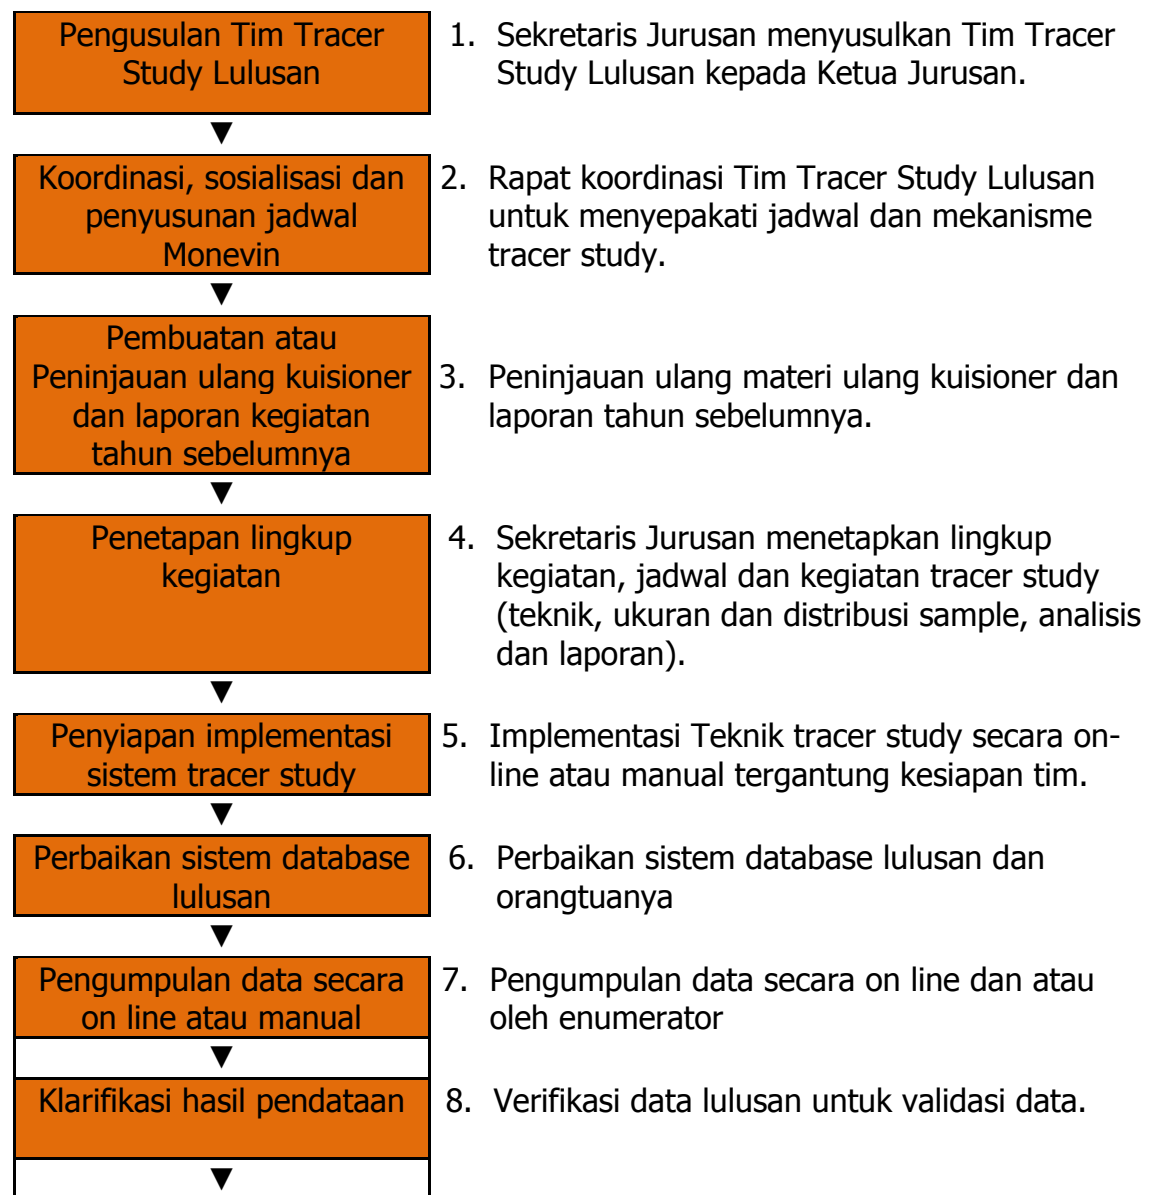 Pengusulan Tim Tracer
Study Lulusan
1. Sekretaris Jurusan menyusulkan Tim Tracer
Study Lulusan kepada Ketua Jurusan.
Koordinasi, sosialisasi dan
penyusunan jadwal
Monevin
2. Rapat koordinasi Tim Tracer Study Lulusan
untuk menyepakati jadwal dan mekanisme
tracer study.
Pembuatan atau
Peninjauan ulang kuisioner
dan laporan kegiatan
tahun sebelumnya
3. Peninjauan ulang materi ulang kuisioner dan
laporan tahun sebelumnya.
Penetapan lingkup
kegiatan
4. Sekretaris Jurusan menetapkan lingkup
kegiatan, jadwal dan kegiatan tracer study
(teknik, ukuran dan distribusi sample, analisis
dan laporan).
Penyiapan implementasi
sistem tracer study
5. Implementasi Teknik tracer study secara on-
line atau manual tergantung kesiapan tim.
Perbaikan sistem database
lulusan
6. Perbaikan sistem database lulusan dan
orangtuanya
Pengumpulan data secara
on line atau manual
7. Pengumpulan data secara on line dan atau
oleh enumerator
Klarifikasi hasil pendataan
8. Verifikasi data lulusan untuk validasi data.